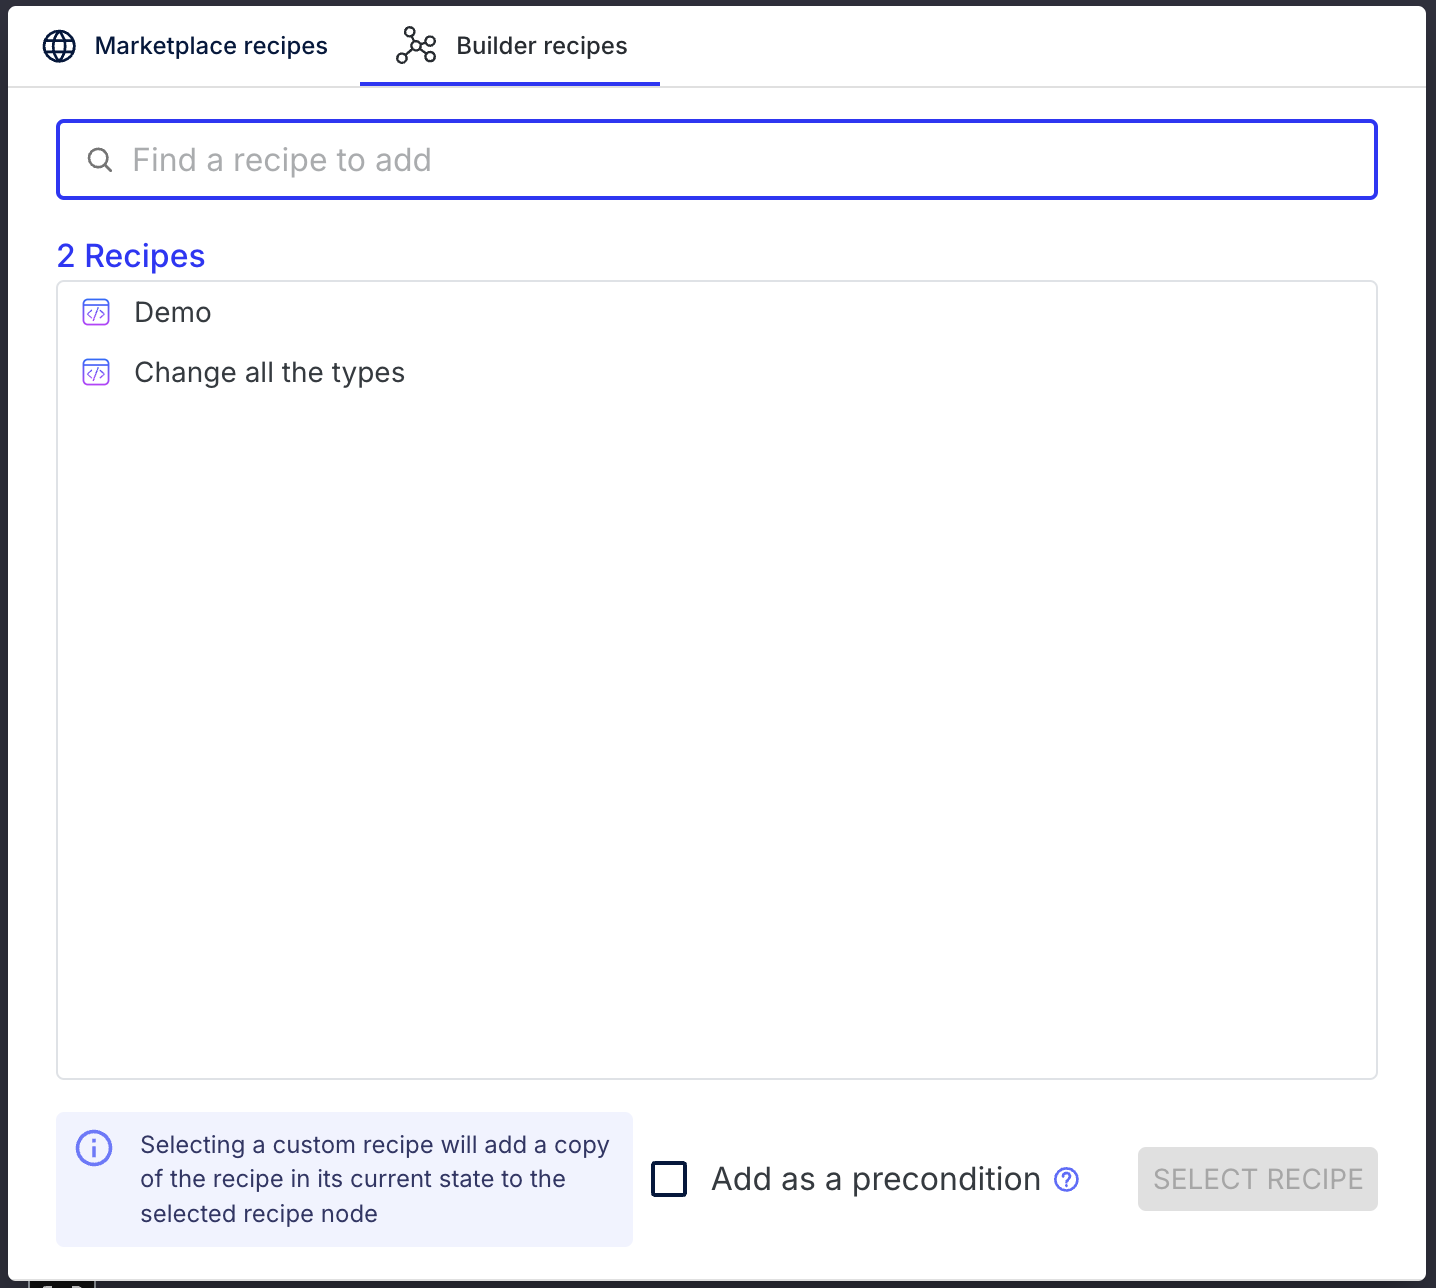 Marketplace recipes
Builder recipes
Find a recipe to add
2 Recipes
Demo
Change all the types
Selecting a custom recipe will add a copy
of the recipe in its current state to the
selected recipe node
Add as a precondition
SELECT RECIPE